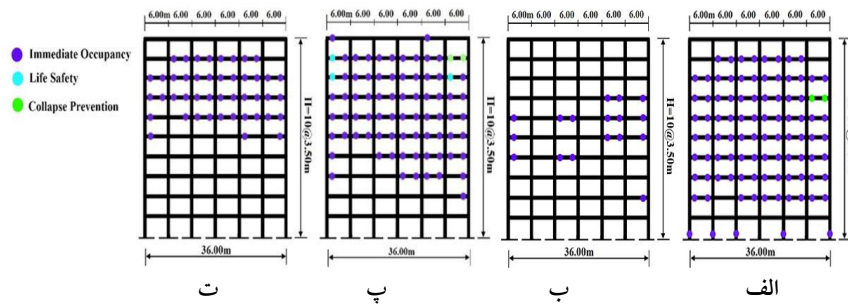 6.00m 6.00 6.00 6.00 6.00 6.00
6.00m 6.00 6.00 6.00 6.00 6.00
6.00m 6.00 6.00 6.00 6.00 6.00
6.00m 6.00 6.00 6.00 6.00 6.00
Immediate Occupancy
Life Safety
Collapse Prevention
H=10@3.50m
H=10@3.50m
H=10@3.50m
36.00m
36.00m
36.00m
36.00m
ت
پ
ب
الف